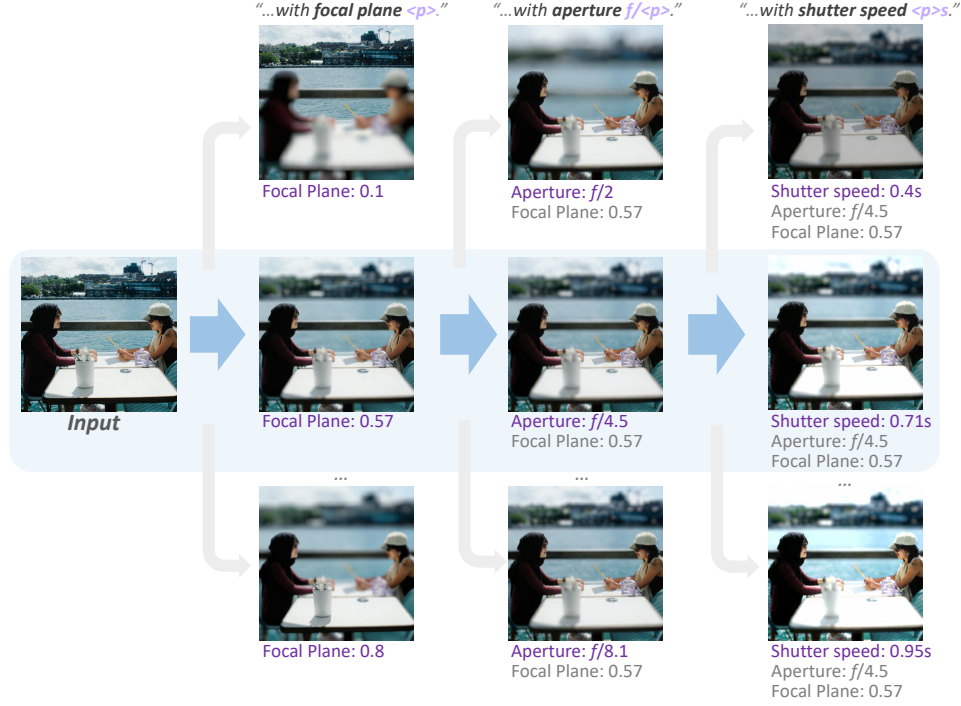 “...with focal plane <p>.”
“...with aperture f/<p>.”
“...with shutter speed <p>s.”
Focal Plane: 0.1
Aperture: f/2
Focal Plane: 0.57
Shutter speed: 0.4s
Aperture: f/4.5
Focal Plane: 0.57
Input
Focal Plane: 0.57
Aperture: f/4.5
Focal Plane: 0.57
Shutter speed: 0.71s
Aperture: f/4.5
Focal Plane: 0.57
...
...
...
Focal Plane: 0.8
Aperture: f/8.1
Focal Plane: 0.57
Shutter speed: 0.95s
Aperture: f/4.5
Focal Plane: 0.57